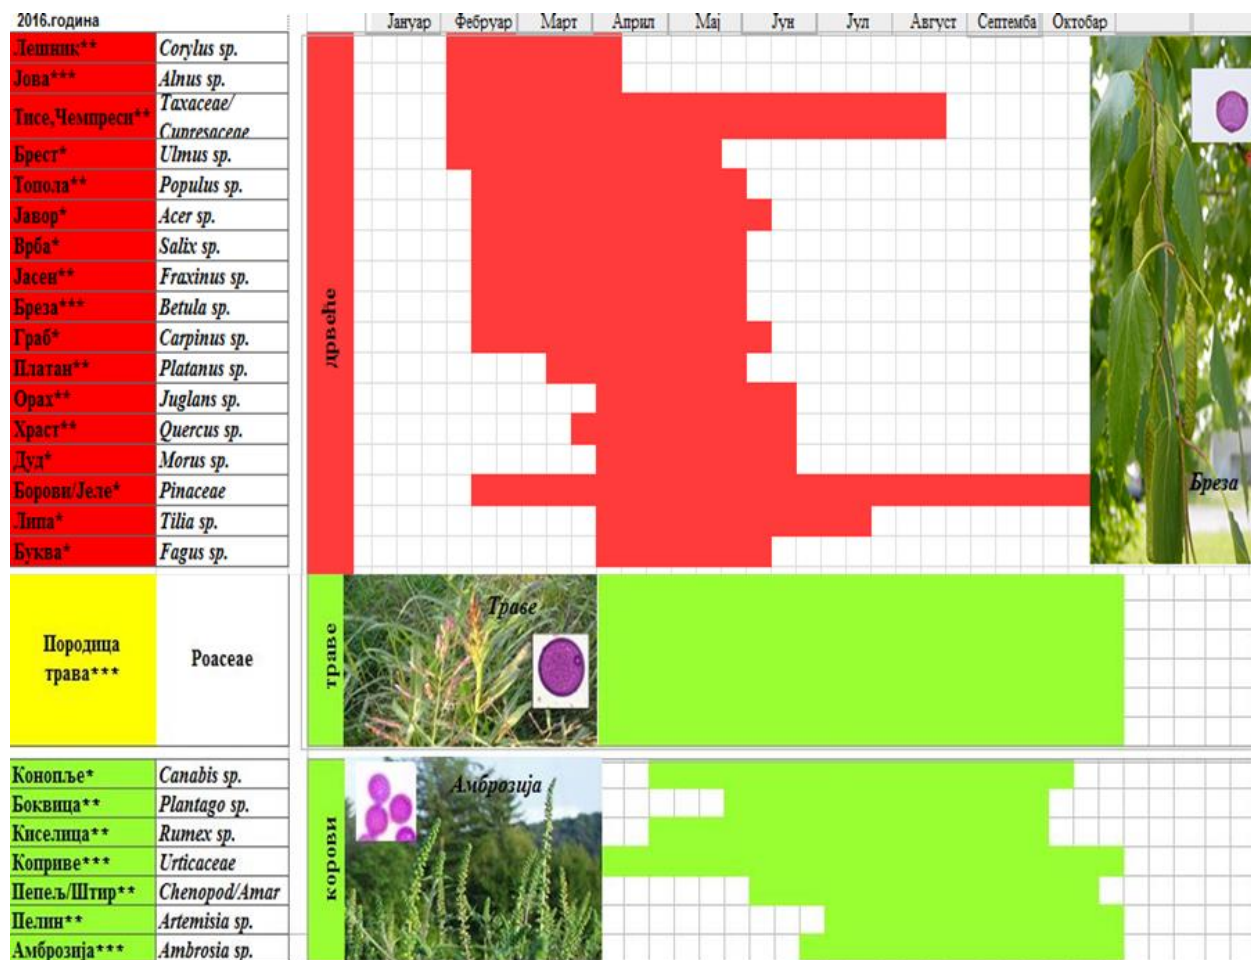 2016.година Јануар Фебруар Март Април Мај Јун Јул Август Септемба Октобар
Лешник** Corylus sp.
Јова*** Alnus sp.
Тисе,Чемпреси** Taxaceae/
Cupresaceae
Брест* Ulmus sp.
Топола** Populus sp.
Јавор* Acer sp.
Врба* Salix sp.
Јасен** Fraxinus sp.
Бреза*** Betula sp.
Граб* Carpinus sp.
Платан** Platanus sp.
Орах** Juglans sp.
Храст** Quercus sp.
Дуд* Morus sp.
Борови/Јеле* Pinaceae
Липа* Tilia sp.
Буква* Fagus sp.
дрвеће
Бреза
Породица
трава***
Poaceae
траве
Траве
Конопље* Canabis sp.
Боквица** Plantago sp.
Киселица** Rumex sp.
Коприве*** Urticaceae
Пепељ/Штир** Chenopod/Amar
Пелин** Artemisia sp.
Амброзија*** Ambrosia sp.
корови
Амброзија